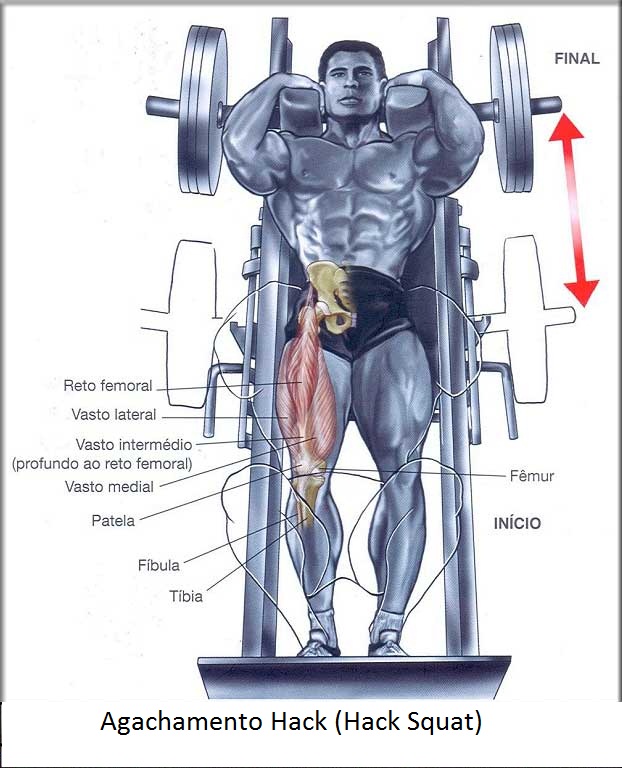 FINAL
Reto femoral
Vasto lateral
Vasto intermédio
(profundo ao reto femoral)
Vasto medial
Fêmur
Patela
INÍCIO
Fíbula
Tíbia
Agachamento Hack (Hack Squat)